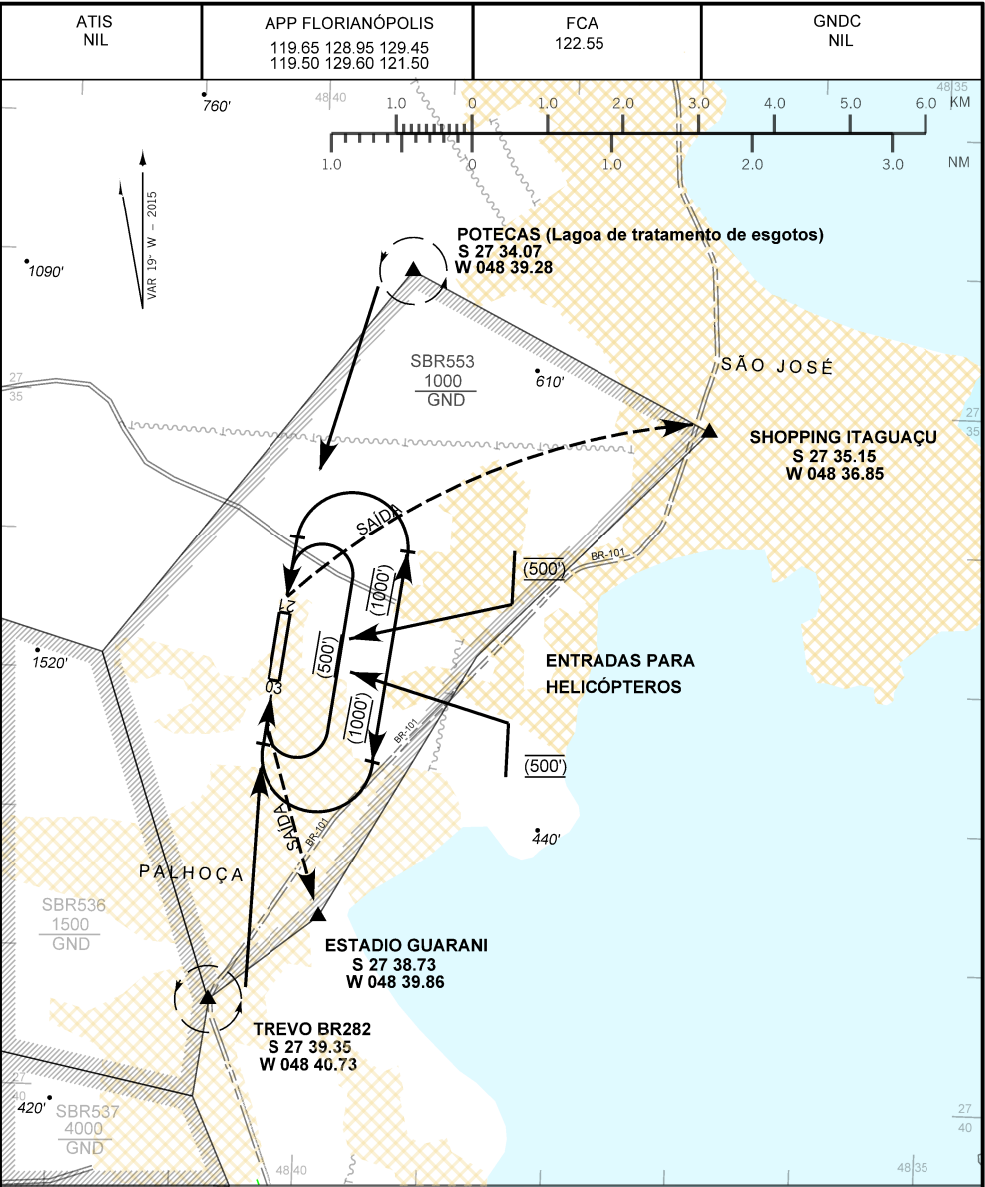 ATIS
NIL
APP FLORIANÓPOLIS
119.65 128.95 129.45
119.50 129.60 121.50
FCA
122.55
GNDC
NIL
760'
48 40
48 35
1.0 0 1.0 2.0 3.0 4.0 5.0 6.0 KM
1.0 0 1.0 2.0 3.0 NM
VAR 19° W – 2015
1090'
POTECAS (Lagoa de tratamento de esgotos)
S 27 34.07
W 048 39.28
SBR553
1000
GND
610'
SÃO JOSÉ
27
35
27
35
SHOPPING ITAGUAÇU
S 27 35.15
W 048 36.85
SAÍDA
BR-101
(500')
(1000')
21
(500')
1520'
03
(1000')
ENTRADAS PARA
HELICÓPTEROS
BR-101
(500')
SAÍDA
BR-101
440'
PALHOÇA
SBR536
1500
GND
ESTADIO GUARANI
S 27 38.73
W 048 39.86
TREVO BR282
S 27 39.35
W 048 40.73
27
40
420'
SBR537
4000
GND
27
40
48 40
48 35